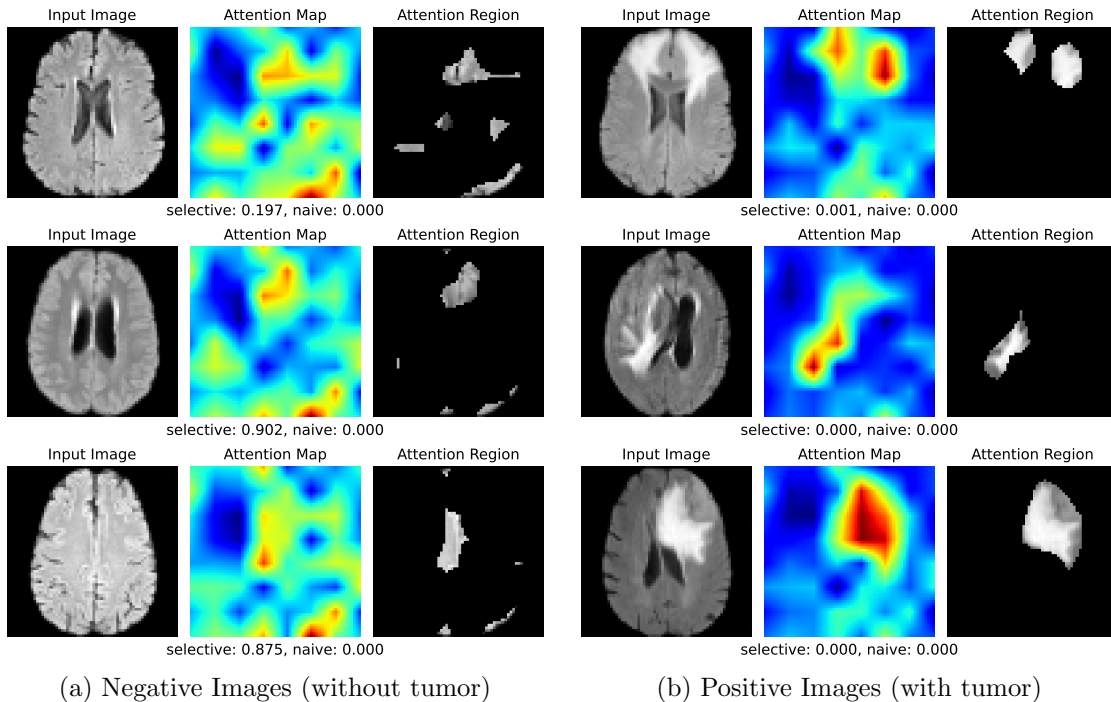 Input Image Attention Map Attention Region Input Image Attention Map Attention Region
selective: 0.197, naive: 0.000 selective: 0.001, naive: 0.000
Input Image Attention Map Attention Region Input Image Attention Map Attention Region
selective: 0.902, naive: 0.000 selective: 0.000, naive: 0.000
Input Image Attention Map Attention Region Input Image Attention Map Attention Region
selective: 0.875, naive: 0.000 selective: 0.000, naive: 0.000
(a) Negative Images (without tumor) (b) Positive Images (with tumor)